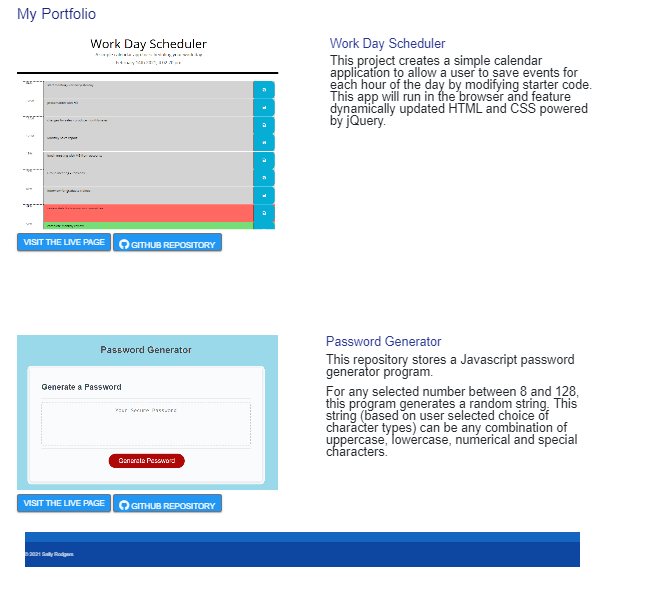 My Portfolio
Work Day Scheduler
Work Day Scheduler
This project creates a simple calendar
application to allow a user to save events for
each hour of the day by modifying starter code.
This app will run in the browser and feature
dynamically updated HTML and CSS powered
by jQuery.
VISIT THE LIVE PAGE
GITHUB REPOSITORY
Password Generator
Generate a Password
Your Secure Password
Generate Password
Password Generator
This repository stores a Javascript password
generator program.
For any selected number between 8 and 128,
this program generates a random string. This
string (based on user selected choice of
character types) can be any combination of
uppercase, lowercase, numerical and special
characters.
VISIT THE LIVE PAGE
GITHUB REPOSITORY
© 2021 Sally Rodgers